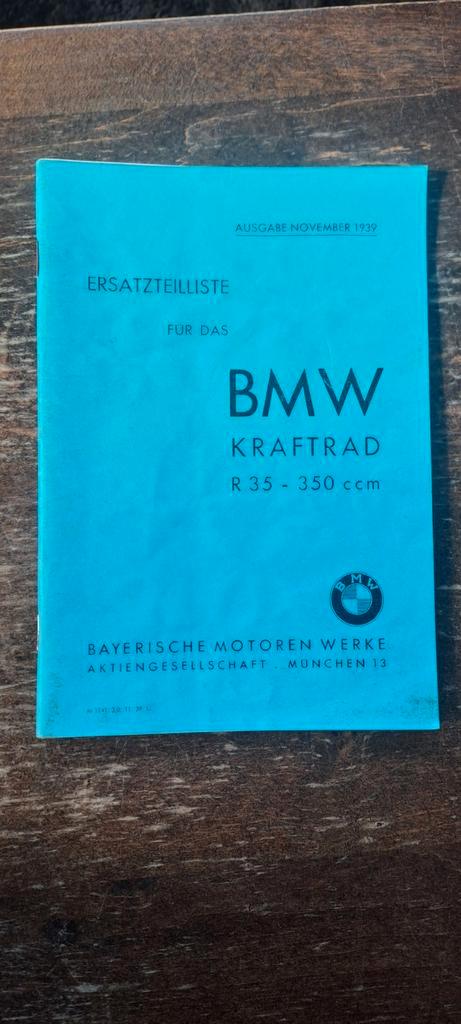 AUSGABE NOVEMBER 1939
ERSATZTEILLISTE
FÜR DAS
BMW
KRAFTRAD
R 35 - 350 ccm
BMW
BAYERISCHE MOTOREN WERKE
AKTIENGESELLSCHAFT . MÜNCHEN 13